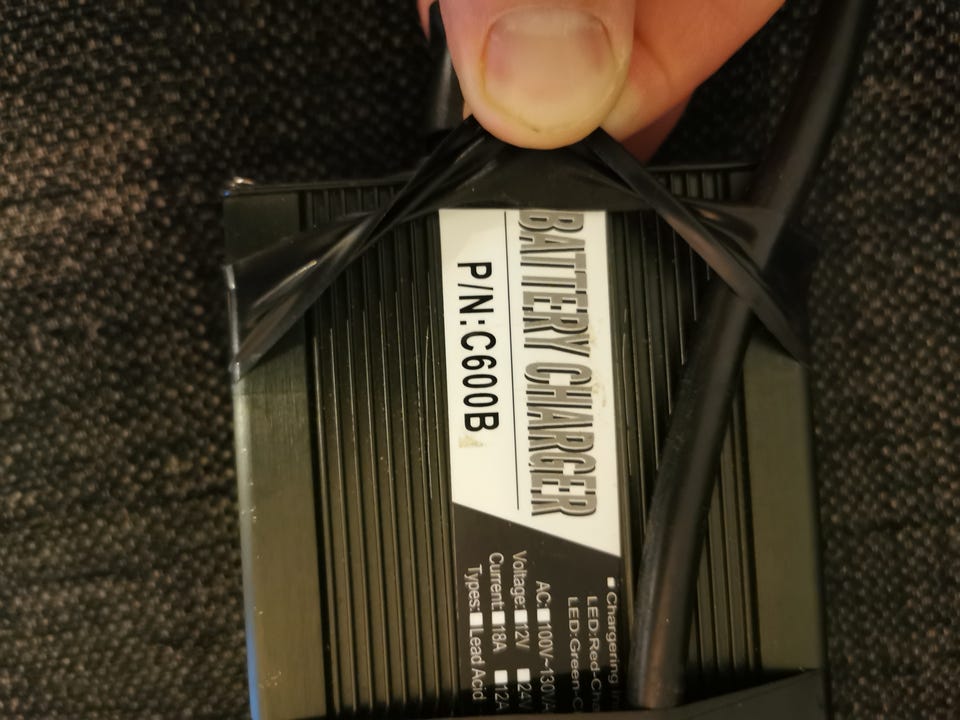 BATTERY CHARGER
P/N:C600B
Chargering
LED:Red-Cha
LED:Green-C
AC: 100V~130VA
Voltage: 12V 24V
Current: 18A 12A
Types: Lead Acid